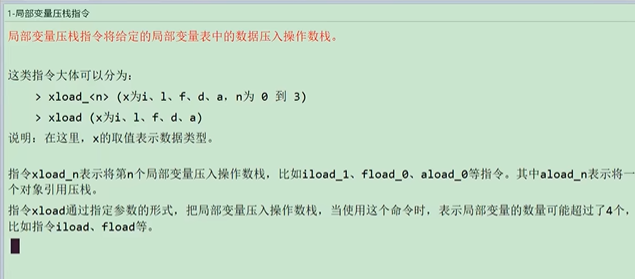 1-局部变量压栈指令
局部变量压栈指令将给定的局部变量表中的数据压入操作数栈。
这类指令大体可以分为：
> xload_<n> (x为i、l、f、d、a，n为 0 到 3)
> xload (x为i、l、f、d、a)
说明：在这里，x的取值表示数据类型。
指令xload_n表示将第n个局部变量压入操作数栈，比如iload_1、fload_0、aload_0等指令。其中aload_n表示将一
个对象引用压栈。
指令xload通过指定参数的形式，把局部变量压入操作数栈，当使用这个命令时，表示局部变量的数量可能超过了4个，
比如指令iload、fload等。